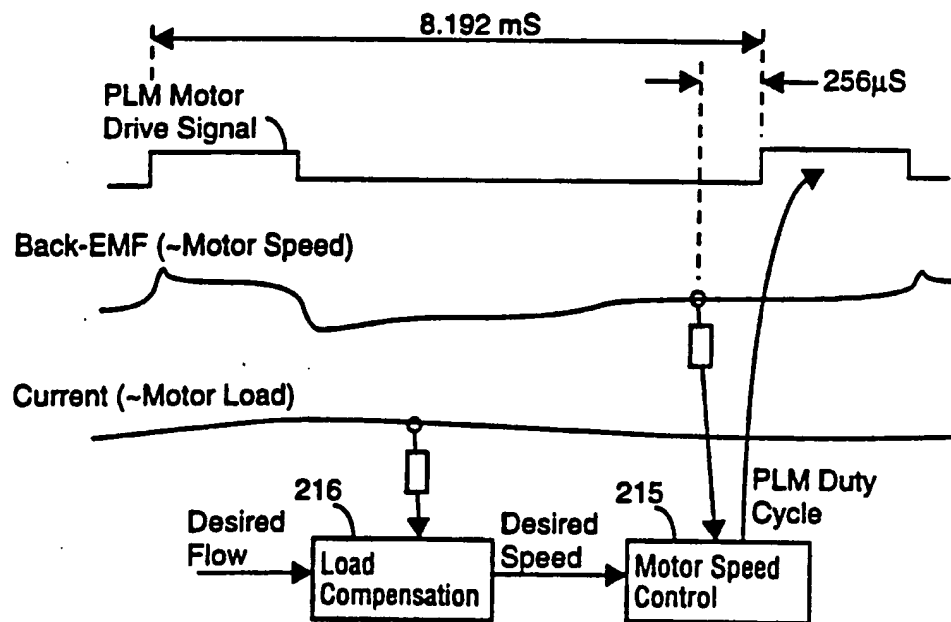 8.192 mS
256µS
PLM Motor
Drive Signal
Back-EMF (~Motor Speed)
Current (~Motor Load)
216
215
PLM Duty
Cycle
Desired
Flow
Load
Compensation
Desired
Speed
Motor Speed
Control